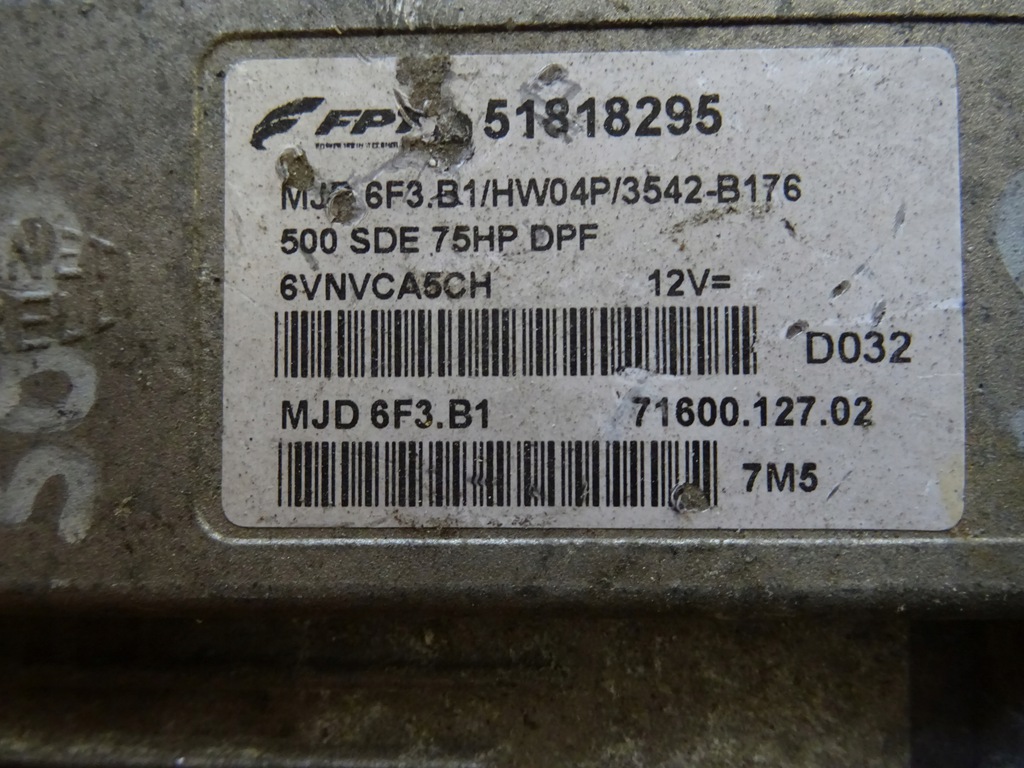 51818295
MJD 6F3.B1/HW04P/3542-B176
500 SDE 75HP DPF
6VNVCA5CH 12V=
D032
MJD 6F3.B1 71600.127.02
7M5